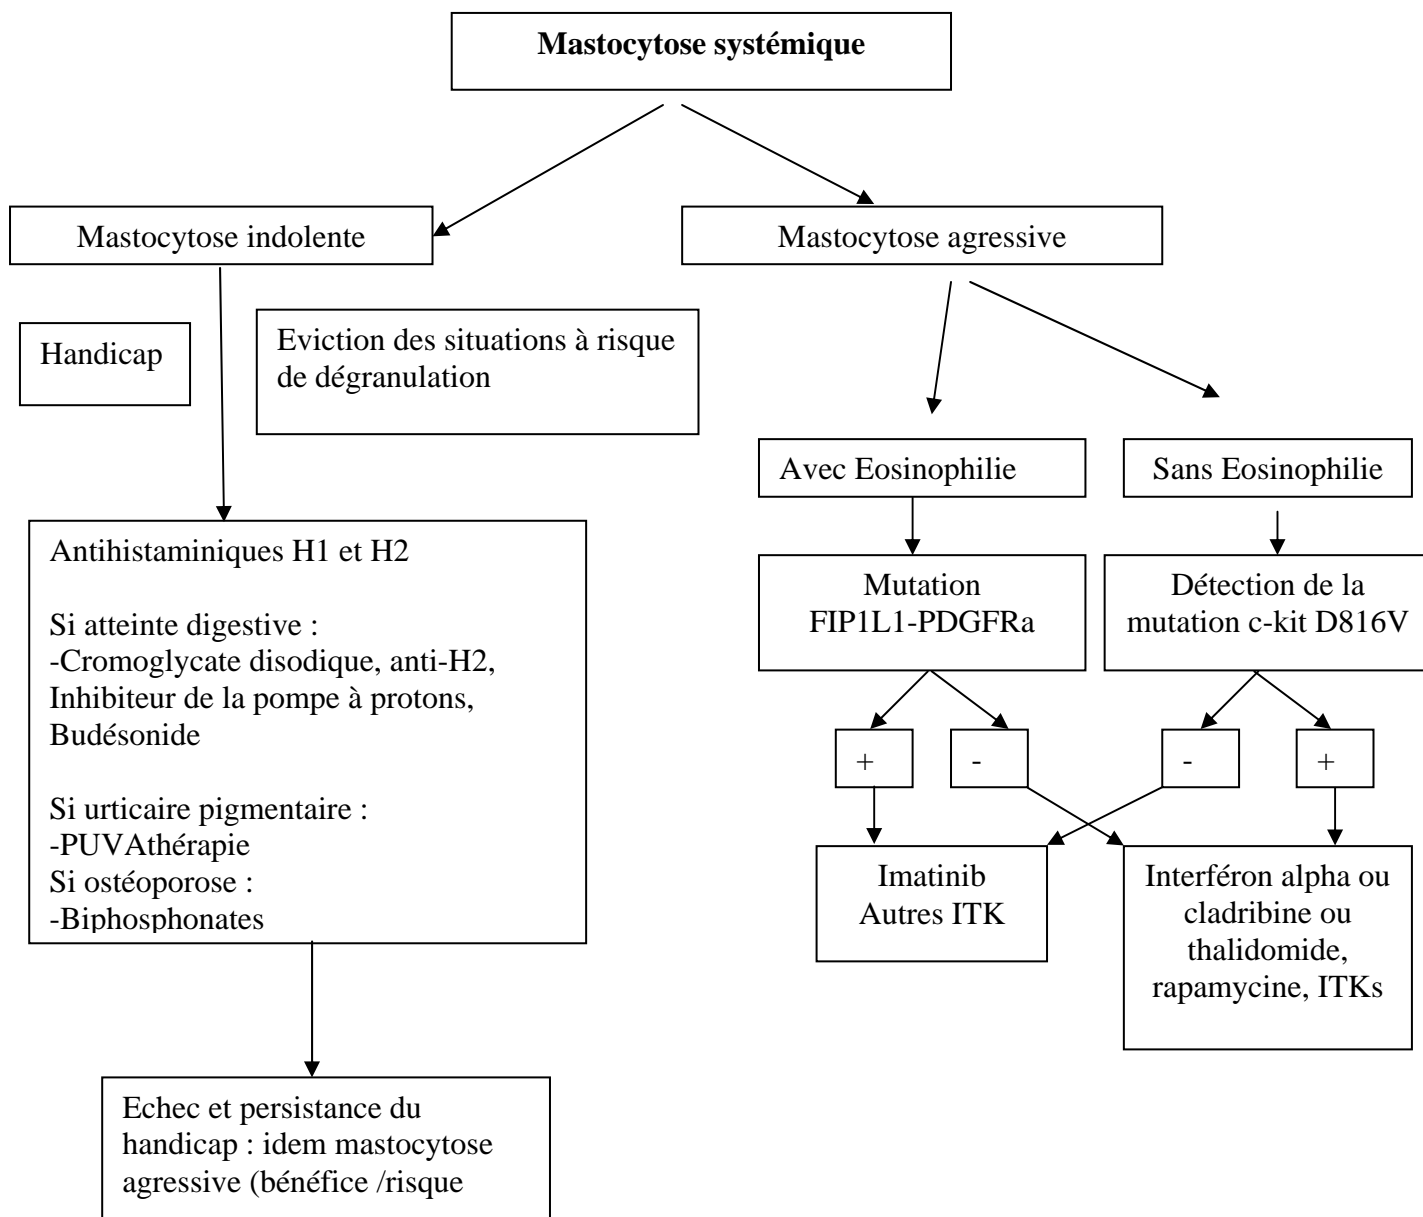 Mastocytose systémique
Mastocytose indolente
Mastocytose agressive
Handicap
Eviction des situations à risque
de dégranulation
Avec Eosinophilie
Sans Eosinophilie
Antihistaminiques H1 et H2
Si atteinte digestive :
-Cromoglycate disodique, anti-H2,
Inhibiteur de la pompe à protons,
Budésonide
Si urticaire pigmentaire :
-PUVAthérapie
Si ostéoporose :
-Biphosphonates
Mutation
FIP1L1-PDGFRa
Détection de la
mutation c-kit D816V
+
-
-
+
Imatinib
Autres ITK
Interféron alpha ou
cladribine ou
thalidomide,
rapamycine, ITKs
Echec et persistance du
handicap : idem mastocytose
agressive (bénéfice /risque